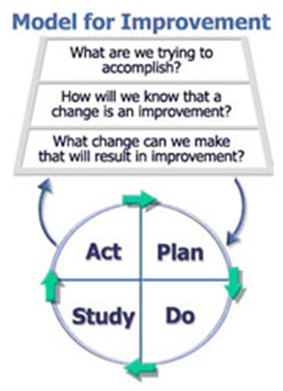 Model for Improvement
What are we trying to
accomplish?
How will we know that a
change is an improvement?
What change can we make
that will result in improvement?
Act
Plan
Study
Do